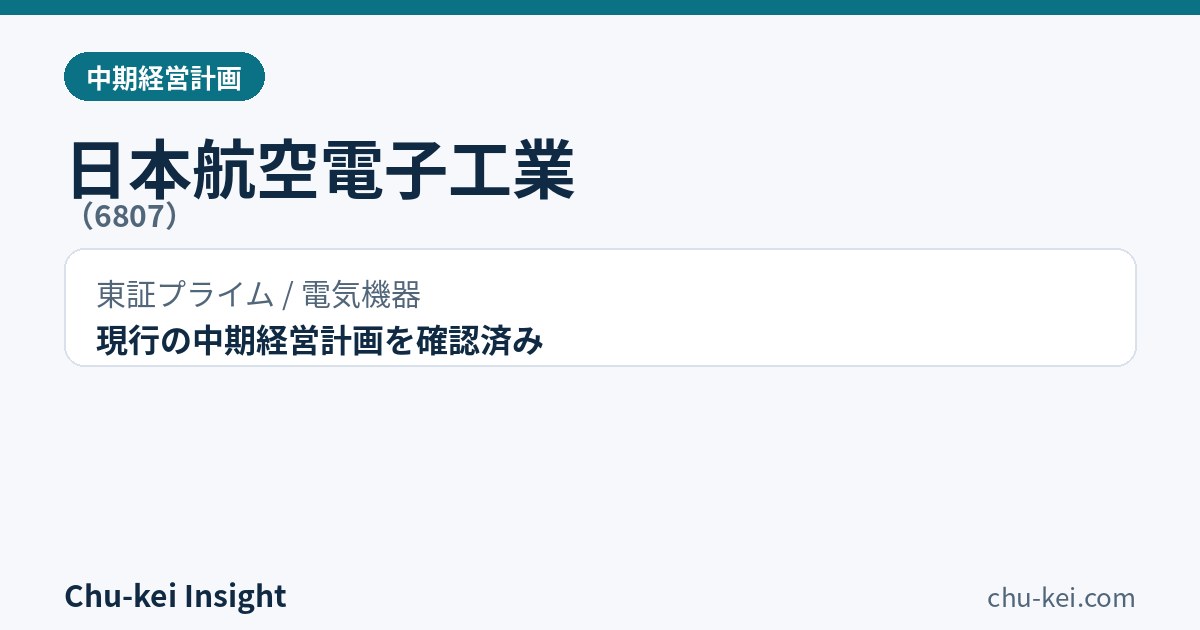 中期経営計画
日本航空電子工業
（6807）
東証プライム / 電気機器
現行の中期経営計画を確認済み
Chu-kei Insight
chu-kei.com